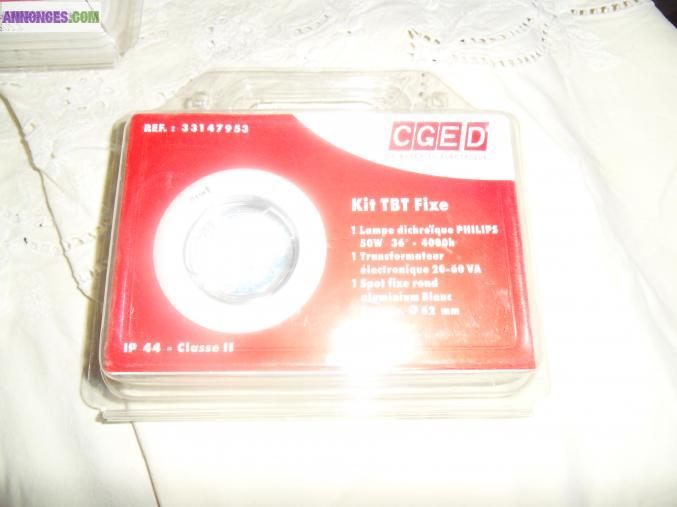 ANNONCES.COM
REF. : 33147953
CGED
Kit TBT Fixe
1 Lampe dichroïque PHILIPS
50W 36° - 4000h
1 Transformateur
électronique 20-60 VA
1 Spot fixe rond
aluminium Blanc
Ø 62 mm
IP 44 - Classe II